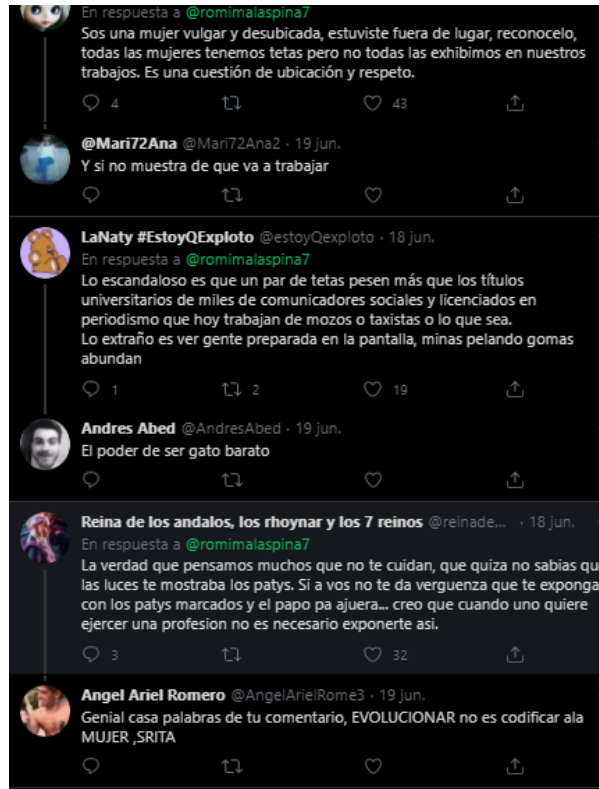 En respuesta a @romimalaspina7
Sos una mujer vulgar y desubicada, estuviste fuera de lugar, reconocelo,
todas las mujeres tenemos tetas pero no todas las exhibimos en nuestros
trabajos. Es una cuestión de ubicación y respeto.
4 43
@Mari72Ana @Mari72Ana2 · 19 jun.
Y si no muestra de que va a trabajar
LaNaty #EstoyQExploto @estoyQexploto · 18 jun.
En respuesta a @romimalaspina7
Lo escandaloso es que un par de tetas pesen más que los títulos
universitarios de miles de comunicadores sociales y licenciados en
periodismo que hoy trabajan de mozos o taxistas o lo que sea.
Lo extraño es ver gente preparada en la pantalla, minas pelando gomas
abundan
1 2 19
Andres Abed @AndresAbed · 19 jun.
El poder de ser gato barato
Reina de los andalos, los rhoynar y los 7 reinos @reinade... · 18 jun.
En respuesta a @romimalaspina7
La verdad que pensamos muchos que no te cuidan, que quiza no sabias qu
las luces te mostraba los patys. Si a vos no te da verguenza que te exponga
con los patys marcados y el papo pa ajuera... creo que cuando uno quiere
ejercer una profesion no es necesario exponerte asi.
3 32
Angel Ariel Romero @AngelArielRome3 · 19 jun.
Genial casa palabras de tu comentario, EVOLUCIONAR no es codificar ala
MUJER ,SRITA